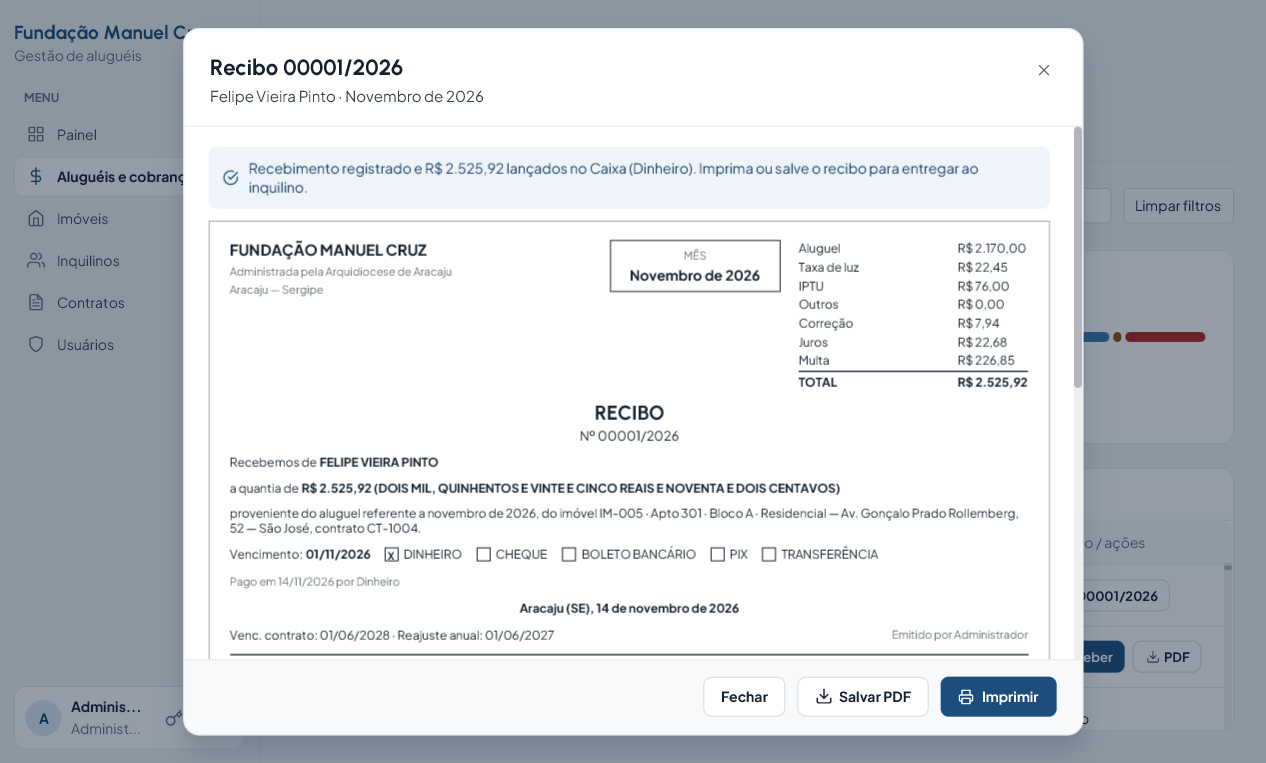 Fundação Manuel Cr
Gestão de aluguéis
MENU
Painel
Aluguéis e cobranç
Imóveis
Inquilinos
Contratos
Usuários
A
Adminis...
Administ...
Recibo 00001/2026
Felipe Vieira Pinto · Novembro de 2026
Recebimento registrado e R$ 2.525,92 lançados no Caixa (Dinheiro). Imprima ou salve o recibo para entregar ao
inquilino.
FUNDAÇÃO MANUEL CRUZ
Administrada pela Arquidiocese de Aracaju
Aracaju — Sergipe
MÊS
Novembro de 2026
Aluguel R$ 2.170,00
Taxa de luz R$ 22,45
IPTU R$ 76,00
Outros R$ 0,00
Correção R$ 7,94
Juros R$ 22,68
Multa R$ 226,85
TOTAL R$ 2.525,92
RECIBO
Nº 00001/2026
Recebemos de FELIPE VIEIRA PINTO
a quantia de R$ 2.525,92 (DOIS MIL, QUINHENTOS E VINTE E CINCO REAIS E NOVENTA E DOIS CENTAVOS)
proveniente do aluguel referente a novembro de 2026, do imóvel IM-005 · Apto 301 · Bloco A · Residencial — Av. Gonçalo Prado Rollemberg,
52 — São José, contrato CT-1004.
Vencimento: 01/11/2026 X DINHEIRO CHEQUE BOLETO BANCÁRIO PIX TRANSFERÊNCIA
Pago em 14/11/2026 por Dinheiro
Aracaju (SE), 14 de novembro de 2026
Venc. contrato: 01/06/2028 · Reajuste anual: 01/06/2027 Emitido por Administrador
Fechar
Salvar PDF
Imprimir
Limpar filtros
o / ações
00001/2026
eber
PDF
o